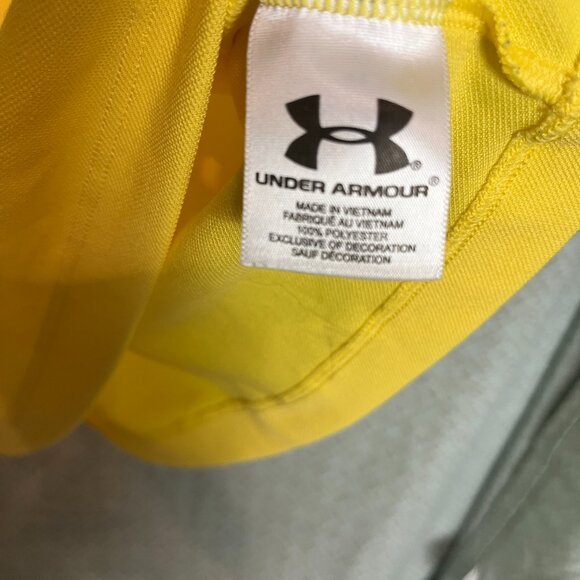 UNDER ARMOUR®
MADE IN VIETNAM
FABRIQUÉ AU VIETNAM
100% POLYESTER
EXCLUSIVE OF DECORATION
SAUF DÉCORATION